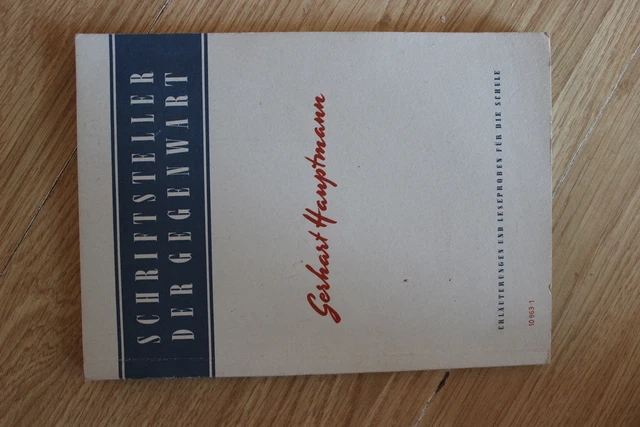 SCHRIFTSTELLER
DER GEGENWART
Gerhart Hauptmann
ERLÄUTERUNGEN UND LESEPROBEN FÜR DIE SCHULE
10 963-1